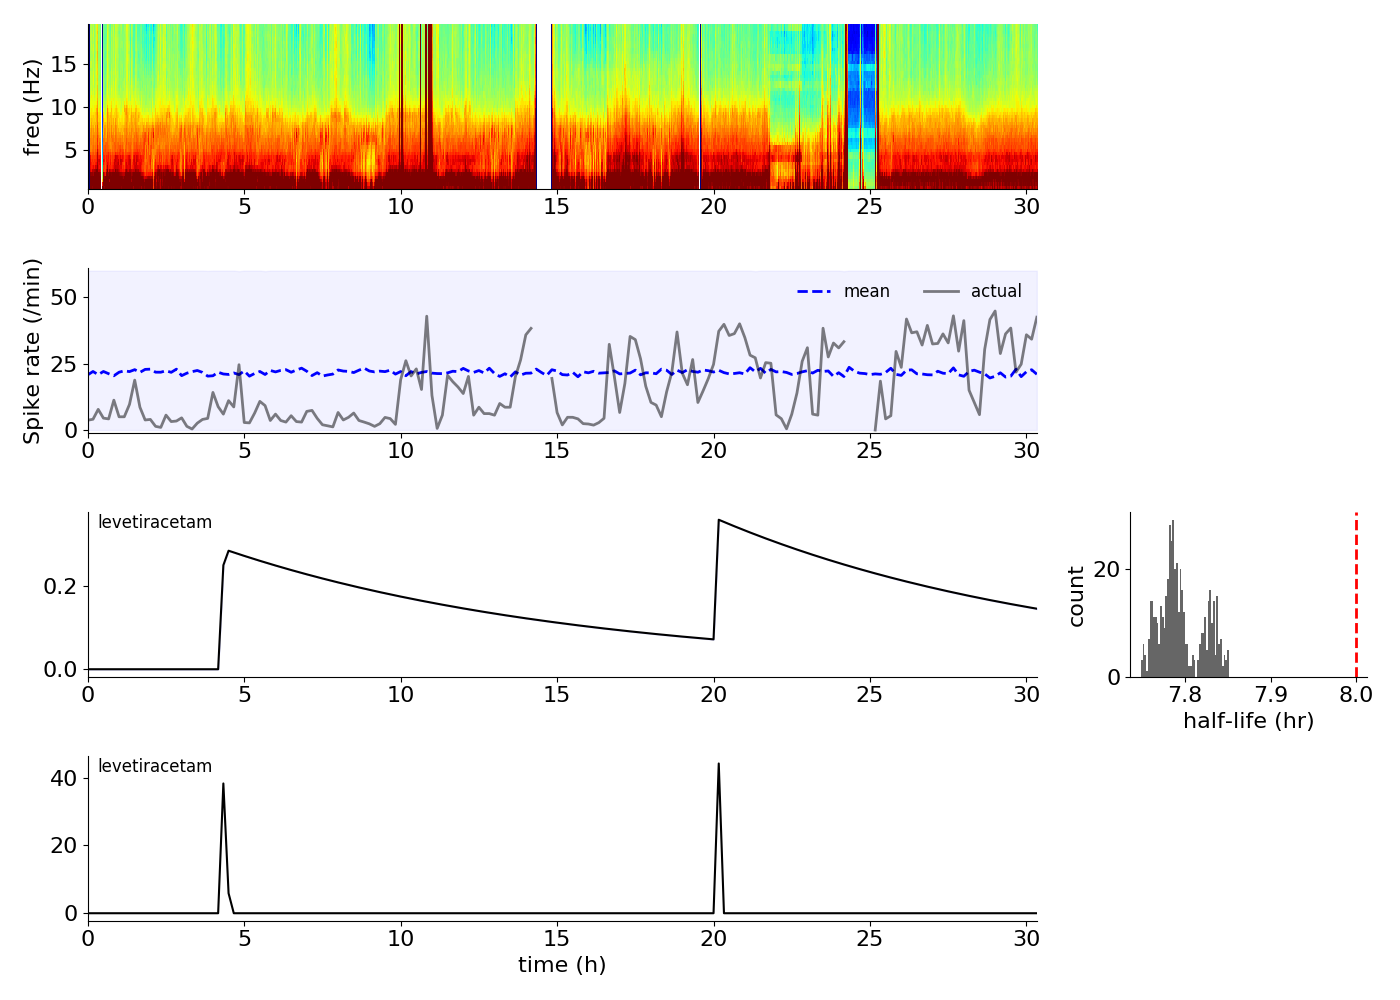 freq (Hz)
15
10
5
0 5 10 15 20 25 30
Spike rate (/min)
mean actual
50
25
0
0 5 10 15 20 25 30
levetiracetam
0.2
0.0
0 5 10 15 20 25 30
count
20
0
7.8 7.9 8.0
half-life (hr)
levetiracetam
40
20
0
0 5 10 15 20 25 30
time (h)